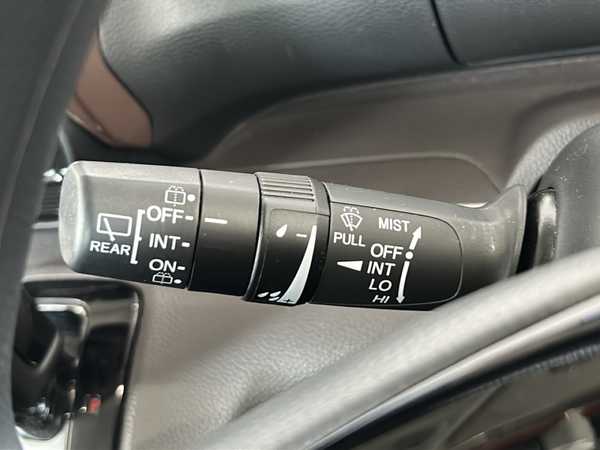 OFF
REAR
INT
ON
PULL
MIST
OFF
INT
LO
HI